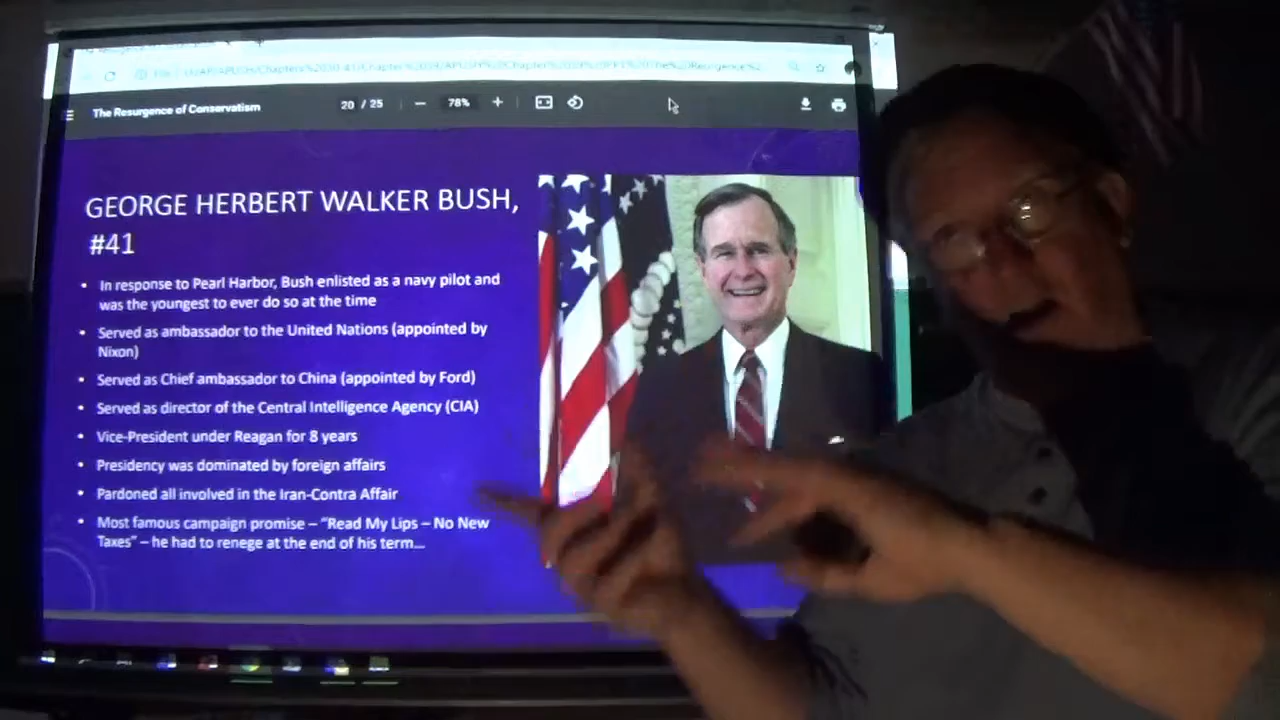 The Resurgence of Conservatism
20 / 25
78%
GEORGE HERBERT WALKER BUSH,
#41
• In response to Pearl Harbor, Bush enlisted as a navy pilot and
was the youngest to ever do so at the time
• Served as ambassador to the United Nations (appointed by
Nixon)
• Served as Chief ambassador to China (appointed by Ford)
• Served as director of the Central Intelligence Agency (CIA)
• Vice-President under Reagan for 8 years
• Presidency was dominated by foreign affairs
• Pardoned all involved in the Iran-Contra Affair
• Most famous campaign promise – “Read My Lips – No New
Taxes” – he had to renege at the end of his term...